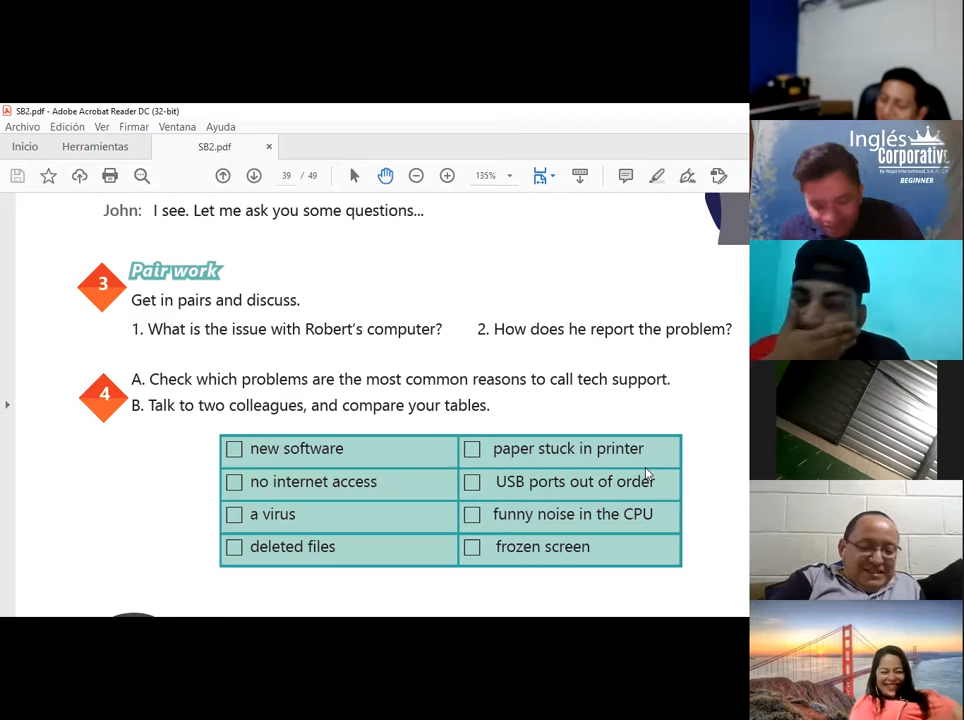 SB2.pdf - Adobe Acrobat Reader DC (32-bit)
Archivo Edición Ver Firmar Ventana Ayuda
Inicio Herramientas SB2.pdf ×
39 / 49 135%
John: I see. Let me ask you some questions...
3 Pair work
Get in pairs and discuss.
1. What is the issue with Robert's computer? 2. How does he report the problem?
4
A. Check which problems are the most common reasons to call tech support.
B. Talk to two colleagues, and compare your tables.
new software paper stuck in printer
no internet access USB ports out of order
a virus funny noise in the CPU
deleted files frozen screen
Inglés
Corporativo
BEGINNER